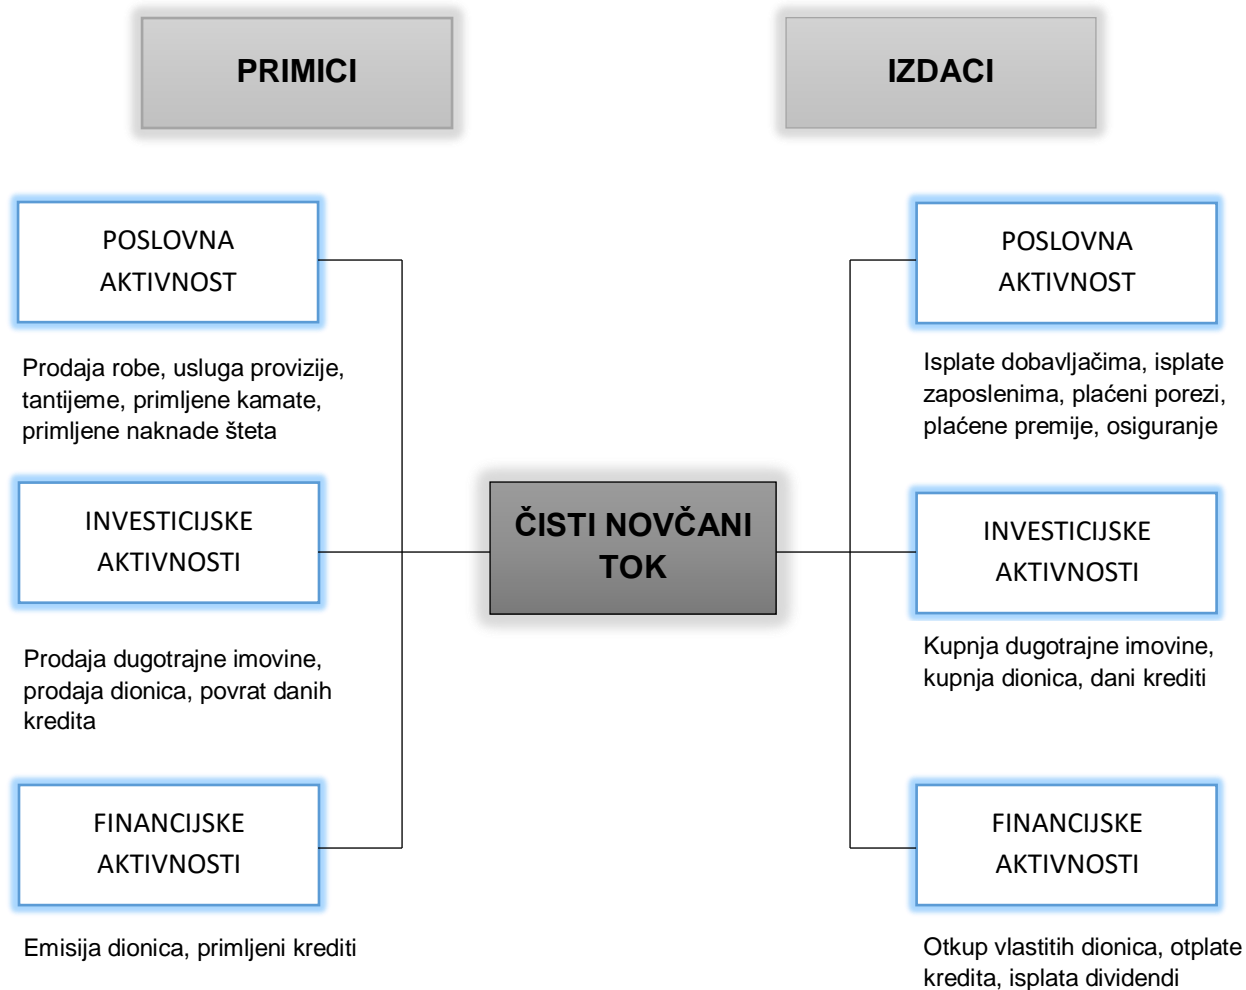 PRIMICI
IZDACI
POSLOVNA
AKTIVNOST
Prodaja robe, usluga provizije,
tantijeme, primljene kamate,
primljene naknade šteta
INVESTICIJSKE
AKTIVNOSTI
Prodaja dugotrajne imovine,
prodaja dionica, povrat danih
kredita
FINANCIJSKE
AKTIVNOSTI
Emisija dionica, primljeni krediti
ČISTI NOVČANI
TOK
POSLOVNA
AKTIVNOST
Isplate dobavljačima, isplate
zaposlenima, plaćeni porezi,
plaćene premije, osiguranje
INVESTICIJSKE
AKTIVNOSTI
Kupnja dugotrajne imovine,
kupnja dionica, dani krediti
FINANCIJSKE
AKTIVNOSTI
Otkup vlastitih dionica, otplate
kredita, isplata dividendi